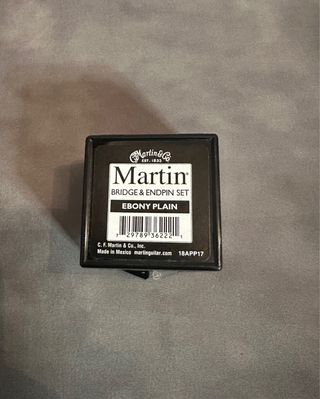 Martin & Co.
EST. 1833
Martin®
BRIDGE & ENDPIN SET
EBONY PLAIN
7 29789 36222 1
C. F. Martin & Co., Inc.
Made in Mexico martinguitar.com 18APP17